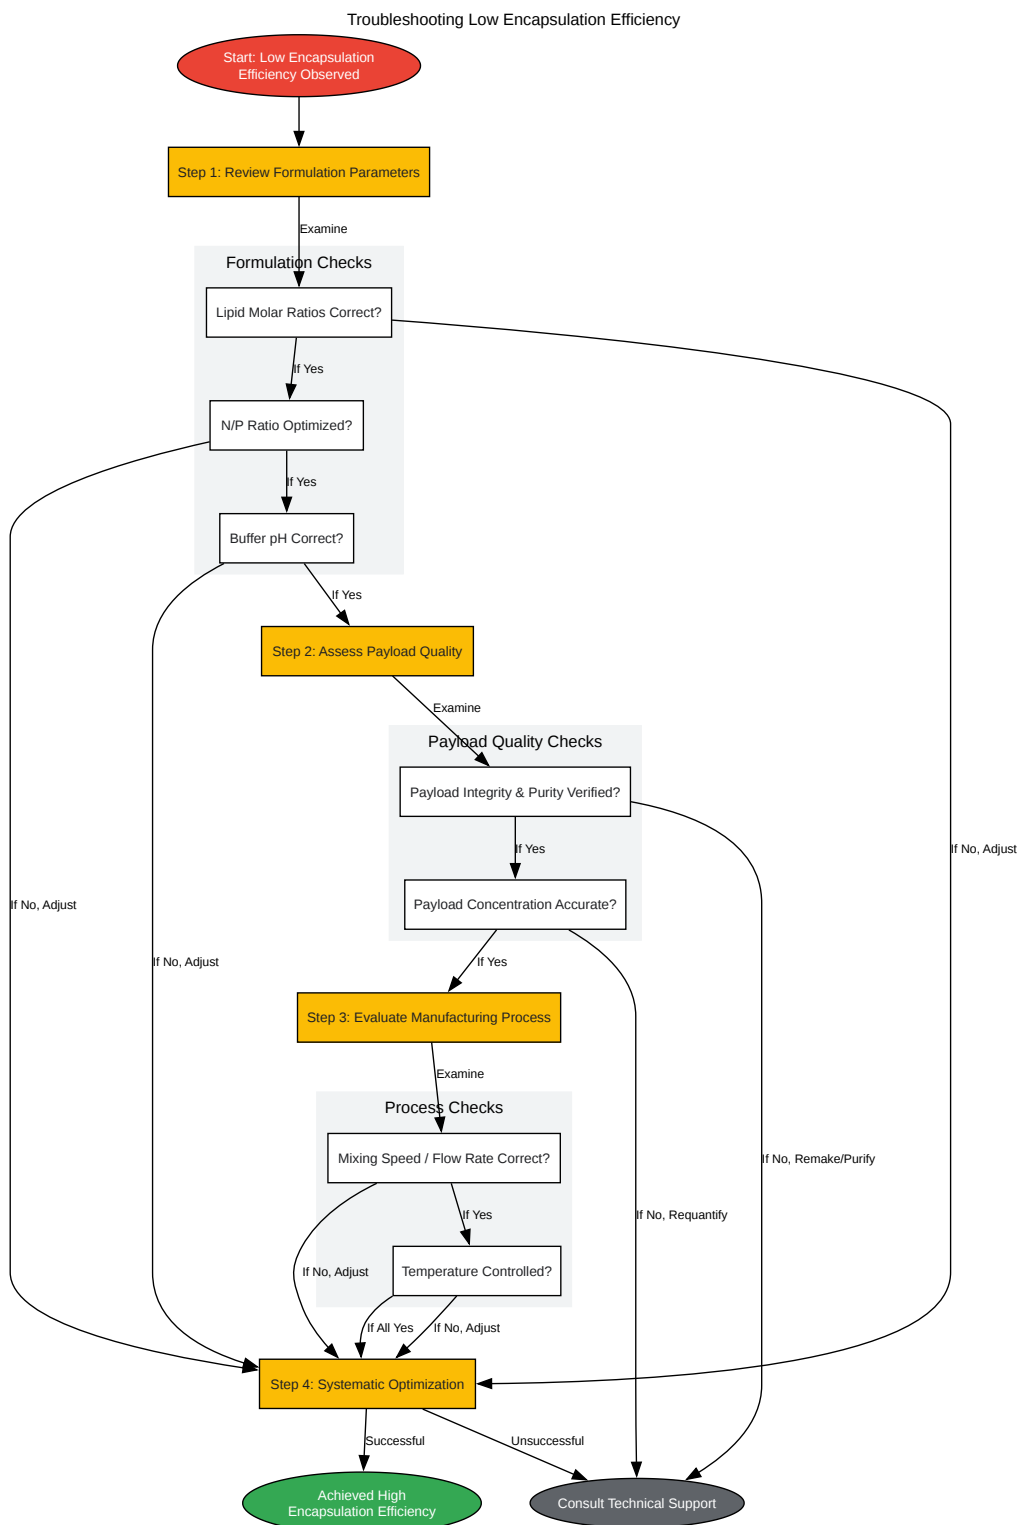 Troubleshooting Low Encapsulation Efficiency
Start: Low Encapsulation
Efficiency Observed
Step 1: Review Formulation Parameters
Examine
Formulation Checks
Lipid Molar Ratios Correct?
If Yes
N/P Ratio Optimized?
If Yes
Buffer pH Correct?
If Yes
Step 2: Assess Payload Quality
Examine
Payload Quality Checks
Payload Integrity & Purity Verified?
If Yes
If No, Adjust
Payload Concentration Accurate?
If No, Adjust
If No, Adjust
If Yes
Step 3: Evaluate Manufacturing Process
Examine
Process Checks
Mixing Speed / Flow Rate Correct?
If No, Remake/Purify
If Yes
If No, Requantify
If No, Adjust
Temperature Controlled?
If All Yes
If No, Adjust
Step 4: Systematic Optimization
Successful
Unsuccessful
Achieved High
Encapsulation Efficiency
Consult Technical Support